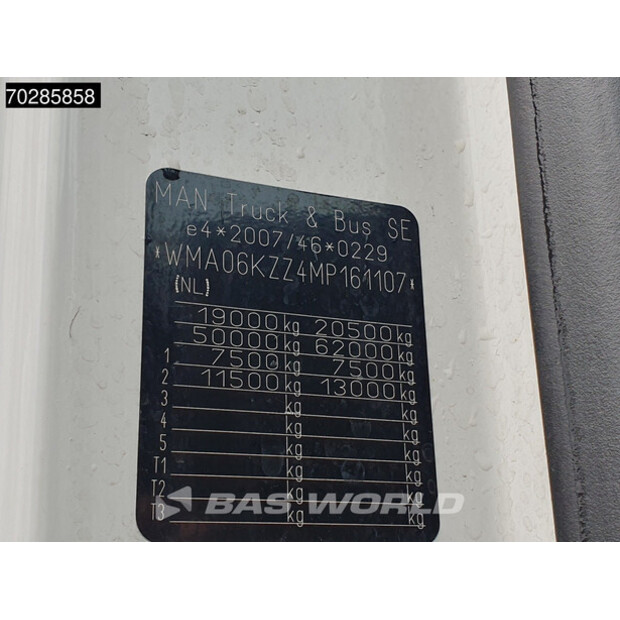 70285858
MAN Truck & Bus SE
e4*2007/46*0229
*WMA06KZZ4MP161107*
(NL)
19000 kg 20500 kg
50000 kg 62000 kg
1 7500 kg 7500 kg
2 11500 kg 13000 kg
3 kg kg
4 kg kg
5 kg kg
T1 kg kg
T2 kg kg
T3 kg kg
BAS WORLD